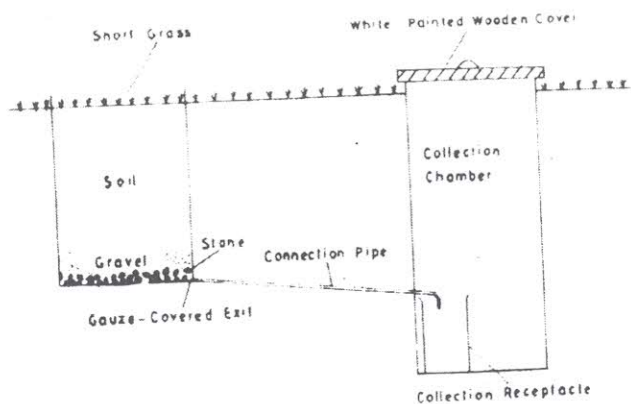 Short Grass
White Painted Wooden Cover
Soil
Collection
Chamber
Gravel
Stone
Connection Pipe
Gauze-Covered Exit
Collection Receptacle